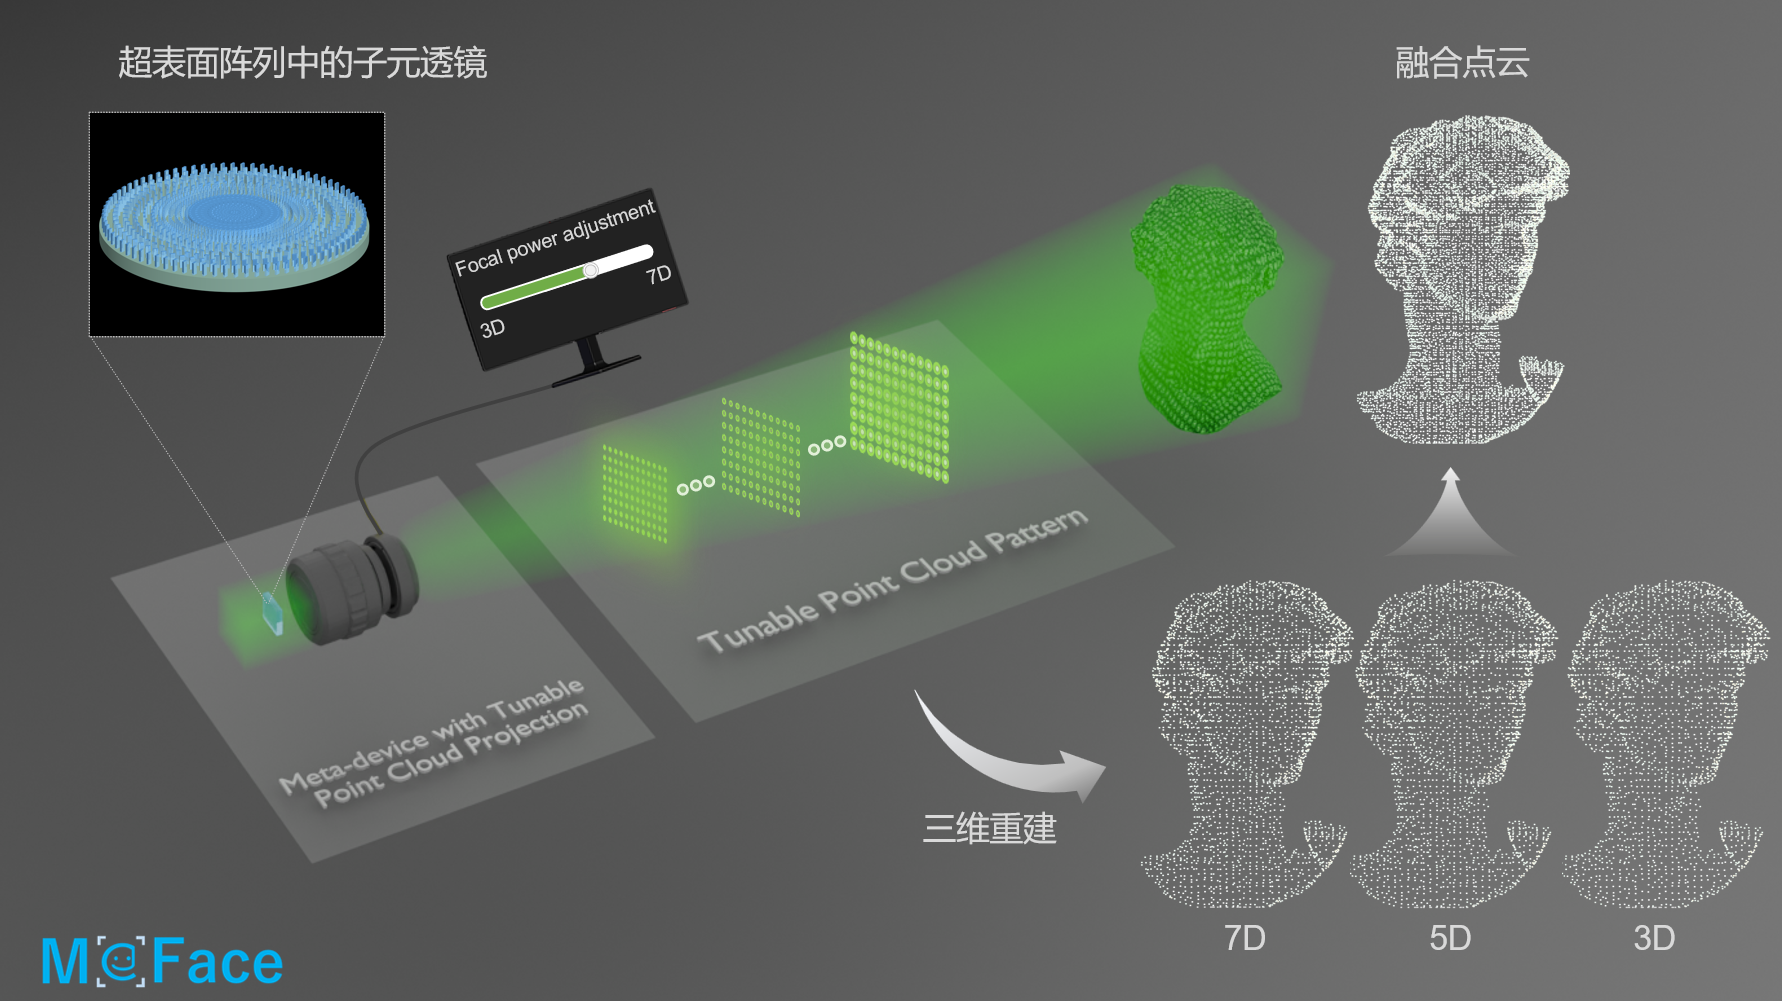 超表面阵列中的子元透镜
融合点云
Focal power adjustment
3D
7D
Tunable Point Cloud Pattern
Meta-device with Tunable
Point Cloud Projection
三维重建
7D
5D
3D
M Face